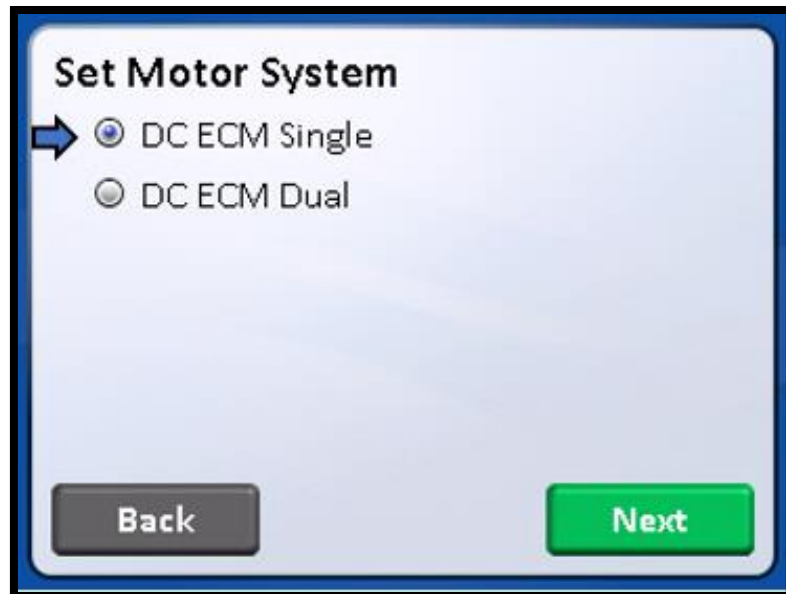 Set Motor System
DC ECM Single
DC ECM Dual
Back
Next